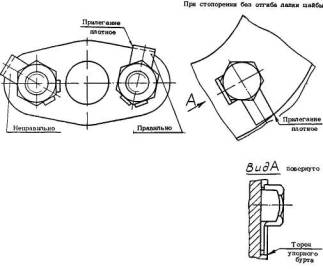 При стопорении без отгиба лапки шайбы
Прилегание
плотное
А
Неправильно
Правильно
Прилегание
плотное
Вид А повернуто
Торец
упорного
бурта